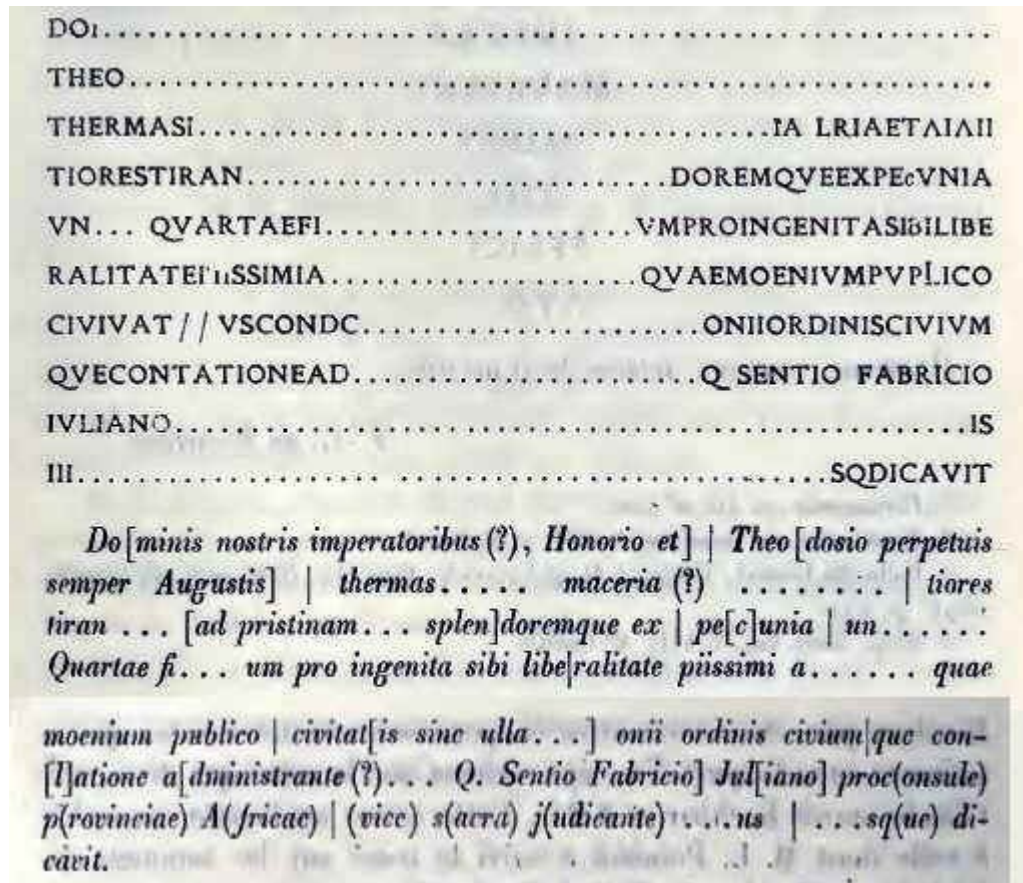 DOI..................................................
THEO..................................................
THERMASI................................IA LRIAETAIAII
TIORESTIRAN........................DOREMQVEEXPEcVNIA
VN... QVARTAEFI....................VMPROINGENITASIBILIBE
RALITATEI SSIMIA...................QVAEMOENIVMPVPLICO
CIVIVAT // VSCONDC......................ONIIORDINISCIVIVM
QVECONTATIONEAD......................Q SENTIO FABRICIO
IVLIANO..................................................IS
III................... .............................SQDICAVIT
Do[minis nostris imperatoribus (?), Honorio et] | Theo[dosio perpetuis
semper Augustis] | thermas..... maceria (?) ........ | tiores
tiran ... [ad pristinam... splen]doremque ex | pe[c]unia | un......
Quartae fi... um pro ingenita sibi libe|ralitate piissimi a...... quae
moenium publico | civitat[is sine ulla...] onii ordinis civium|que con-
[l]atione a[dministrante (?)... Q. Sentio Fabricio] Jul[iano] proc(onsule)
p(rovinciae) A(fricae) | (vice) s(acra) j(udicante) ....us | ...sq(ue) di-
cavit.